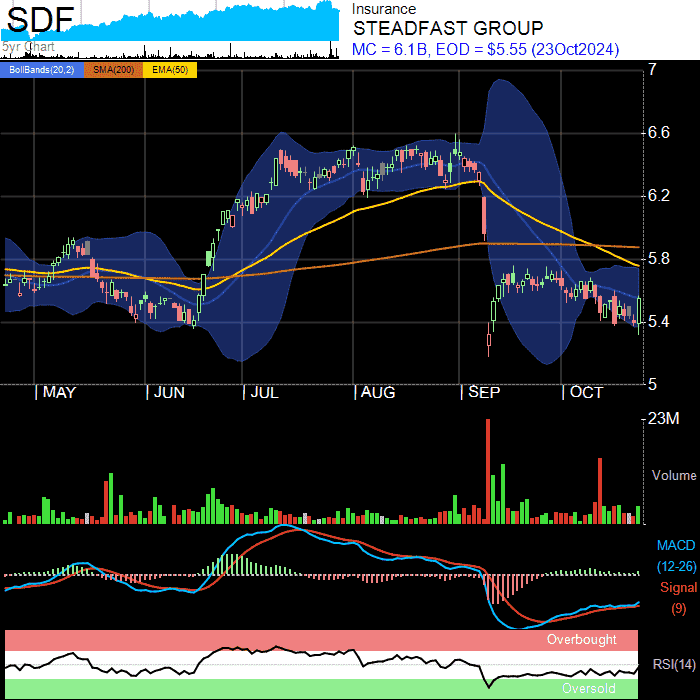 SDF
5yr Chart
Insurance
STEADFAST GROUP
MC = 6.1B, EOD = $5.55 (23Oct2024)
BollBands(20,2) SMA(200) EMA(50)
7
6.6
6.2
5.8
5.4
5
MAY JUN JUL AUG SEP OCT
23M
Volume
MACD
(12-26)
Signal
(9)
Overbought
RSI(14)
Oversold